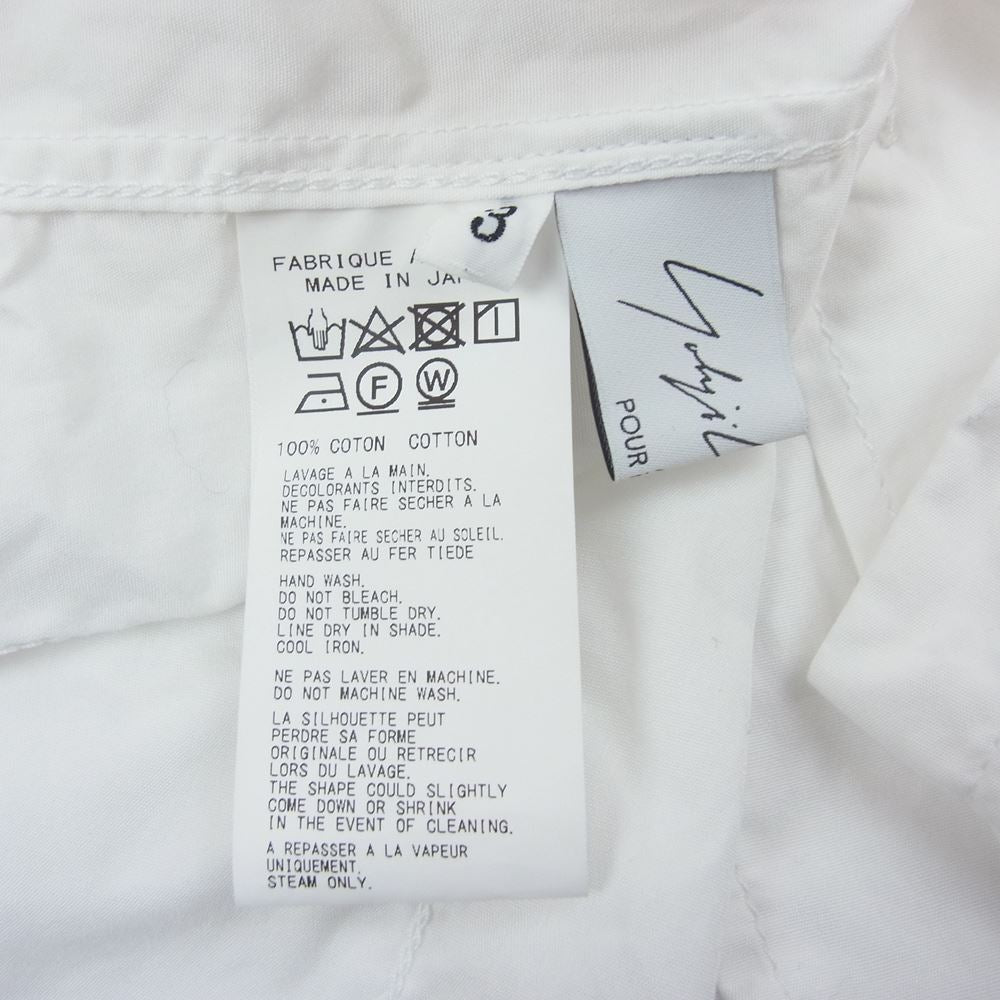 3
FABRIQUE
MADE IN JA
F W
100% COTON COTTON
LAVAGE A LA MAIN.
DECOLORANTS INTERDITS.
NE PAS FAIRE SECHER A LA
MACHINE.
NE PAS FAIRE SECHER AU SOLEIL.
REPASSER AU FER TIEDE
HAND WASH.
DO NOT BLEACH.
DO NOT TUMBLE DRY.
LINE DRY IN SHADE.
COOL IRON.
NE PAS LAVER EN MACHINE.
DO NOT MACHINE WASH.
LA SILHOUETTE PEUT
PERDRE SA FORME
ORIGINALE OU RETRECIR
LORS DU LAVAGE.
THE SHAPE COULD SLIGHTLY
COME DOWN OR SHRINK
IN THE EVENT OF CLEANING.
A REPASSER A LA VAPEUR
UNIQUEMENT.
STEAM ONLY.
Yohji
POUR